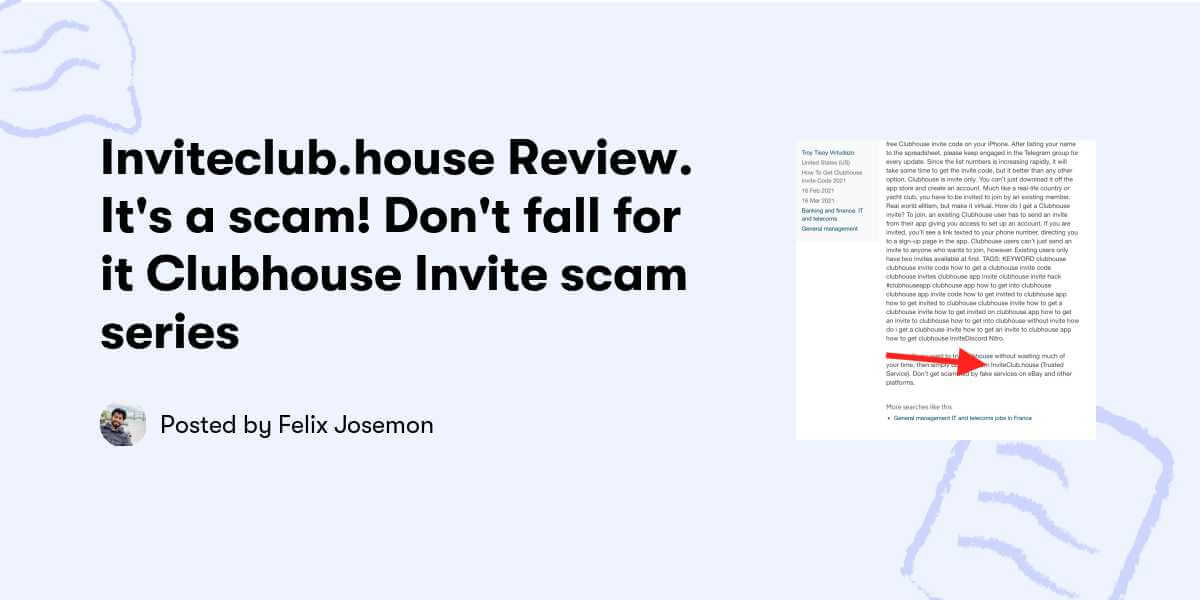 Inviteclub.house Review.
It's a scam! Don't fall for
it Clubhouse Invite scam
series
Posted by Felix Josemon
Troy Tisoy Virtudazo
United States (US)
How To Get Clubhouse
Invite Code 2021
16 Feb 2021
16 Mar 2021
Banking and finance, IT
and telecoms
General management
free Clubhouse invite code on your iPhone. After listing your name
to the spreadsheet, please keep engaged in the Telegram group for
every update. Since the list numbers is increasing rapidly, it will
take some time to get the invite code, but it better than any other
option. Clubhouse is invite only. You can't just download it off the
app store and create an account. Much like a real-life country or
yacht club, you have to be invited to join by an existing member.
Real world elitism, but make it virtual. How do I get a Clubhouse
invite? To join, an existing Clubhouse user has to send an invite
from their app giving you access to set up an account. If you are
invited, you'll see a link texted to your phone number, directing you
to a sign-up page in the app. Clubhouse users can't just send an
invite to anyone who wants to join, however. Existing users only
have two invites available at first. TAGS: KEYWORD clubhouse
clubhouse invite code how to get a clubhouse invite code
clubhouse invites clubhouse app invite clubhouse invite hack
#clubhouseapp clubhouse app how to get into clubhouse
clubhouse app invite code how to get invited to clubhouse app
how to get invited to clubhouse clubhouse invite how to get a
clubhouse invite how to get invited on clubhouse app how to get
an invite to clubhouse how to get into clubhouse without invite how
do i get a clubhouse invite how to get an invite to clubhouse app
how to get clubhouse inviteDiscord Nitro.
want to without wasting much of
your time, then simply InviteClub.house (Trusted
Service). Don't get scammed by fake services on eBay and other
platforms.
More searches like this
General management IT and telecoms jobs in France